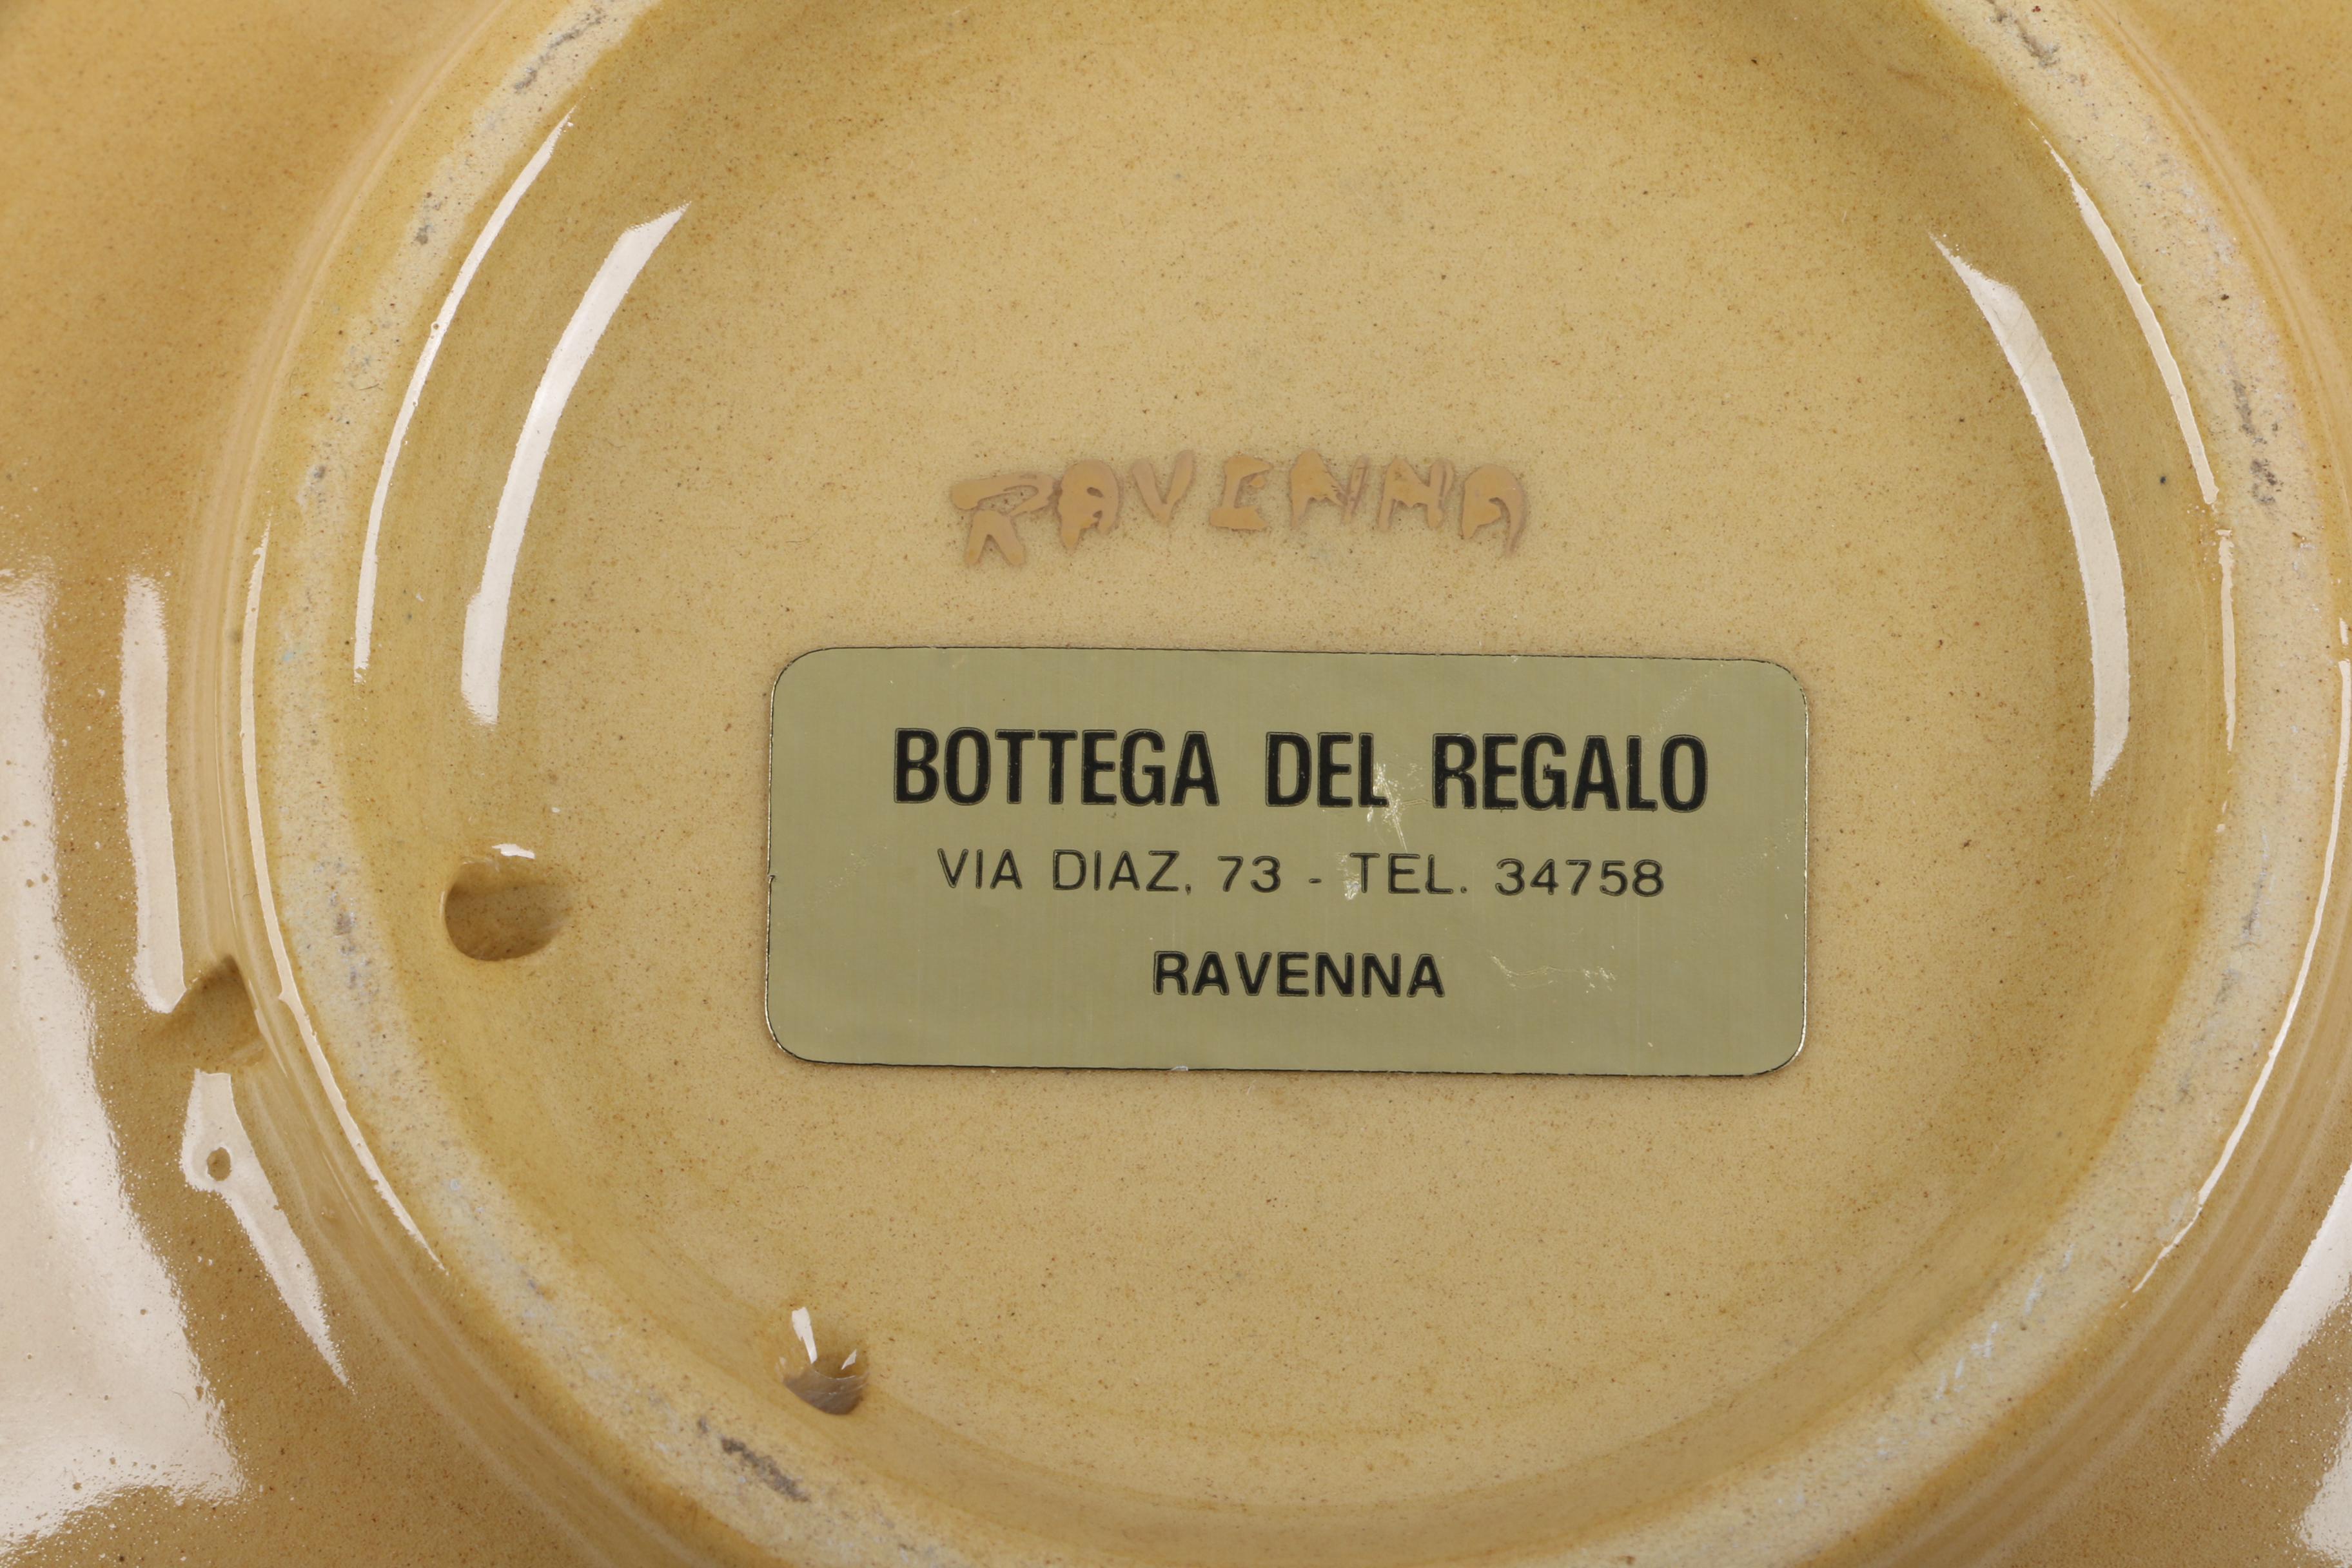 RAVENNA
BOTTEGA DEL REGALO
VIA DIAZ, 73 - TEL. 34758
RAVENNA